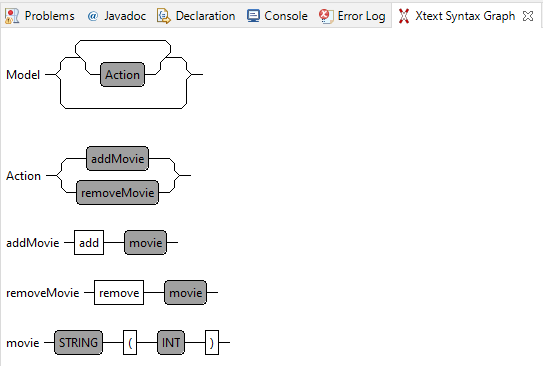 Problems @ Javadoc Declaration Console Error Log Xtext Syntax Graph
Model Action
Action addMovie
removeMovie
addMovie add movie
removeMovie remove movie
movie STRING ( INT )